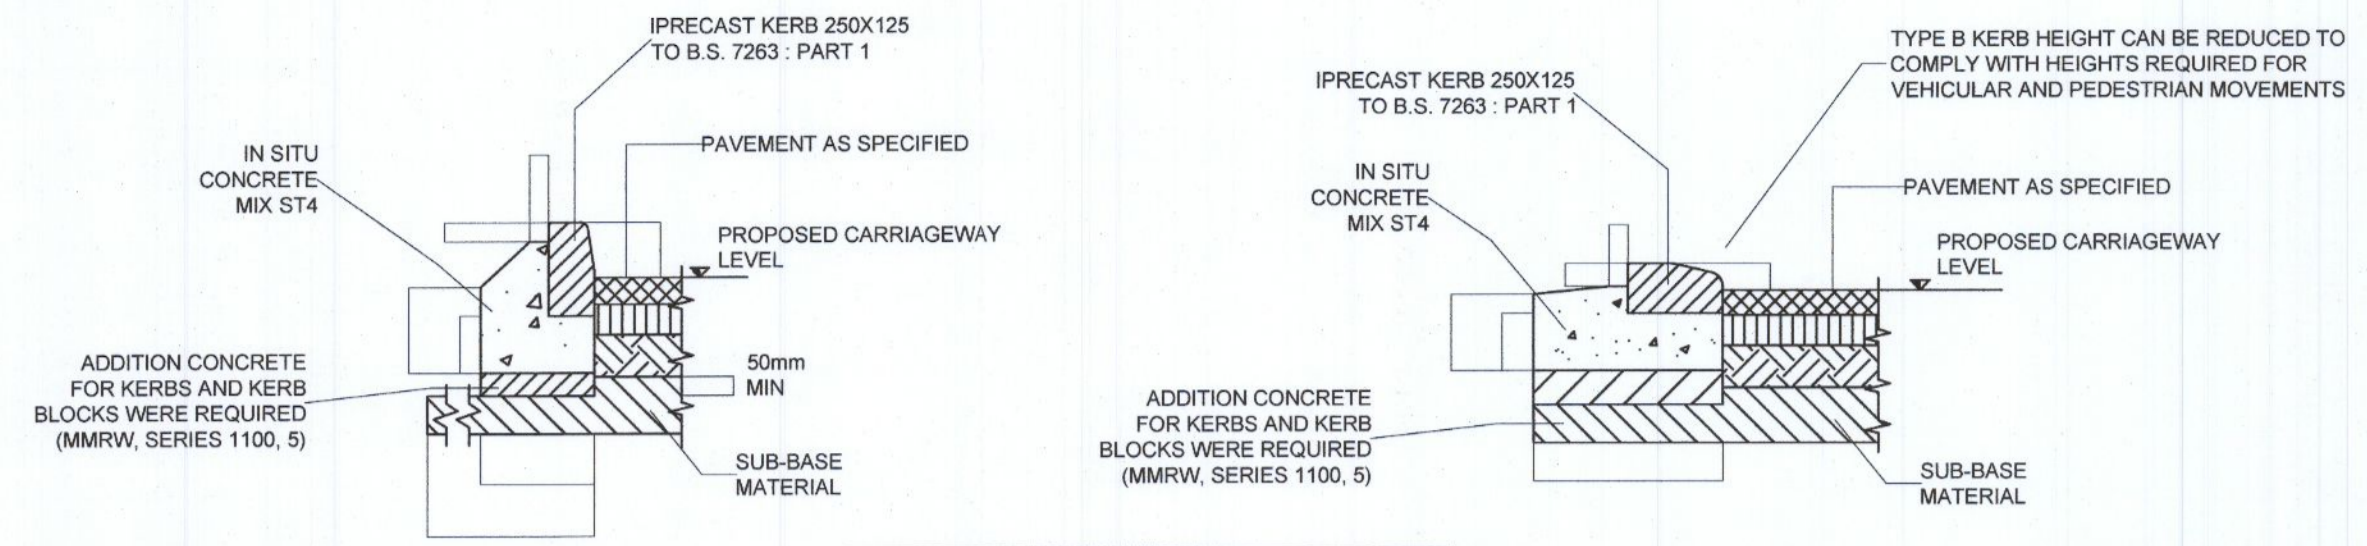 IPRECAST KERB 250X125
TO B.S. 7263 : PART 1
PAVEMENT AS SPECIFIED
IN SITU
CONCRETE
MIX ST4
PROPOSED CARRIAGEWAY
LEVEL
ADDITION CONCRETE
FOR KERBS AND KERB
BLOCKS WERE REQUIRED
(MMRW, SERIES 1100, 5)
50mm
MIN
SUB-BASE
MATERIAL
TYPE B KERB HEIGHT CAN BE REDUCED TO
COMPLY WITH HEIGHTS REQUIRED FOR
VEHICULAR AND PEDESTRIAN MOVEMENTS
IPRECAST KERB 250X125
TO B.S. 7263 : PART 1
IN SITU
CONCRETE
MIX ST4
PAVEMENT AS SPECIFIED
PROPOSED CARRIAGEWAY
LEVEL
ADDITION CONCRETE
FOR KERBS AND KERB
BLOCKS WERE REQUIRED
(MMRW, SERIES 1100, 5)
SUB-BASE
MATERIAL